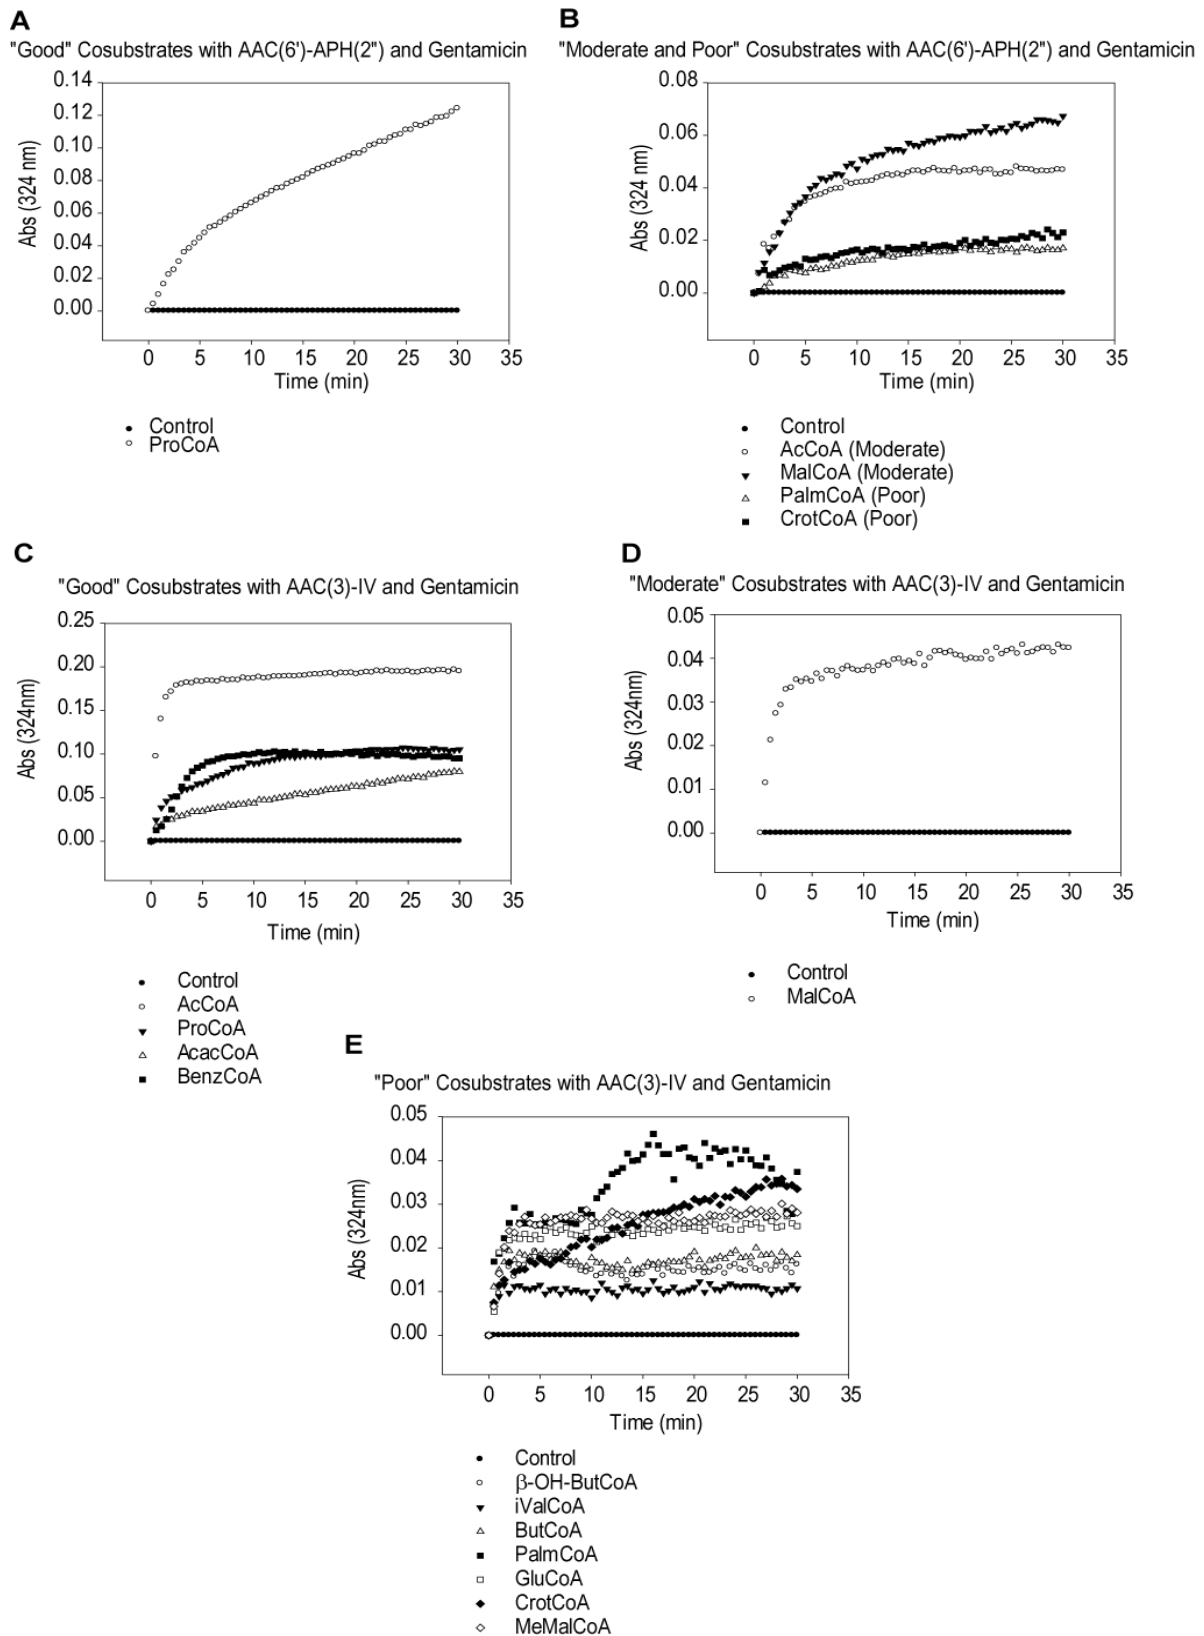 A
"Good" Cosubstrates with AAC(6')-APH(2") and Gentamicin
0.14
0.12
0.10
0.08
0.06
0.04
0.02
0.00
Abs (324 nm)
0 5 10 15 20 25 30 35
Time (min)
Control
ProCoA
B
"Moderate and Poor" Cosubstrates with AAC(6')-APH(2") and Gentamicin
0.08
0.06
0.04
0.02
0.00
Abs (324 nm)
0 5 10 15 20 25 30 35
Time (min)
Control
AcCoA (Moderate)
MalCoA (Moderate)
PalmCoA (Poor)
CrotCoA (Poor)
C
"Good" Cosubstrates with AAC(3)-IV and Gentamicin
0.25
0.20
0.15
0.10
0.05
0.00
Abs (324nm)
0 5 10 15 20 25 30 35
Time (min)
Control
AcCoA
ProCoA
AcacCoA
BenzCoA
D
"Moderate" Cosubstrates with AAC(3)-IV and Gentamicin
0.05
0.04
0.03
0.02
0.01
0.00
Abs (324nm)
0 5 10 15 20 25 30 35
Time (min)
Control
MalCoA
E
"Poor" Cosubstrates with AAC(3)-IV and Gentamicin
0.05
0.04
0.03
0.02
0.01
0.00
Abs (324nm)
0 5 10 15 20 25 30 35
Time (min)
Control
β-OH-ButCoA
iValCoA
ButCoA
PalmCoA
GluCoA
CrotCoA
MeMalCoA